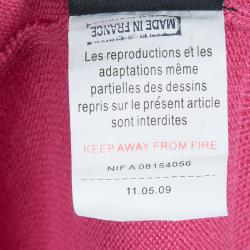 MADE IN FRANCE
Les reproductions et les
adaptations même
partielles des dessins
repris sur le présent article
sont interdites
KEEP AWAY FROM FIRE
NIF A 08154056
11.05.09